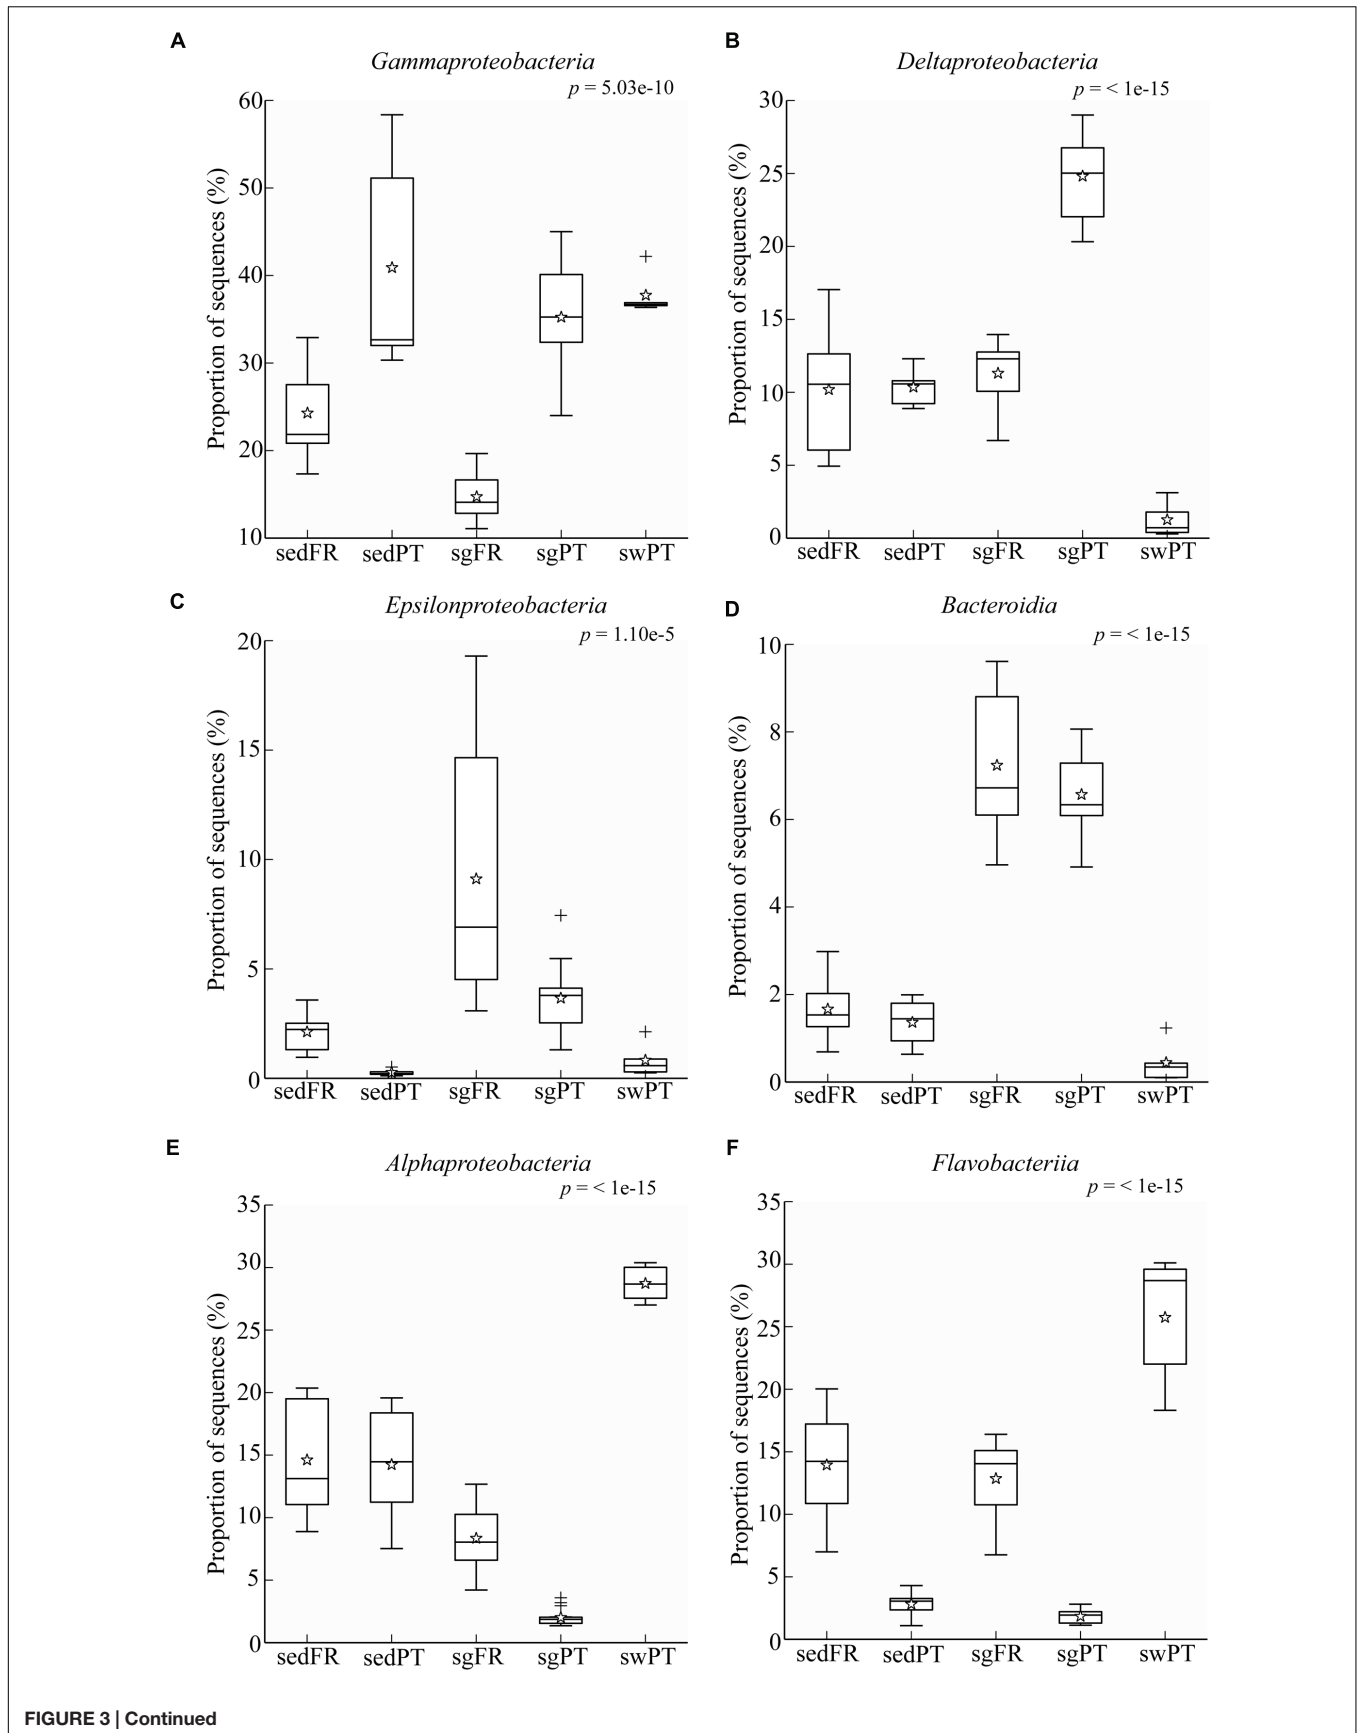 A
Gammaproteobacteria
p = 5.03e-10
Proportion of sequences (%)
60
50
40
30
20
10
sedFR sedPT sgFR sgPT swPT
B
Deltaproteobacteria
p = < 1e-15
Proportion of sequences (%)
30
25
20
15
10
5
0
sedFR sedPT sgFR sgPT swPT
C
Epsilonproteobacteria
p = 1.10e-5
Proportion of sequences (%)
20
15
10
5
0
sedFR sedPT sgFR sgPT swPT
D
Bacteroidia
p = < 1e-15
Proportion of sequences (%)
10
8
6
4
2
0
sedFR sedPT sgFR sgPT swPT
E
Alphaproteobacteria
p = < 1e-15
Proportion of sequences (%)
35
30
25
20
15
10
5
0
sedFR sedPT sgFR sgPT swPT
F
Flavobacteriia
p = < 1e-15
Proportion of sequences (%)
35
30
25
20
15
10
5
0
sedFR sedPT sgFR sgPT swPT
FIGURE 3 | Continued